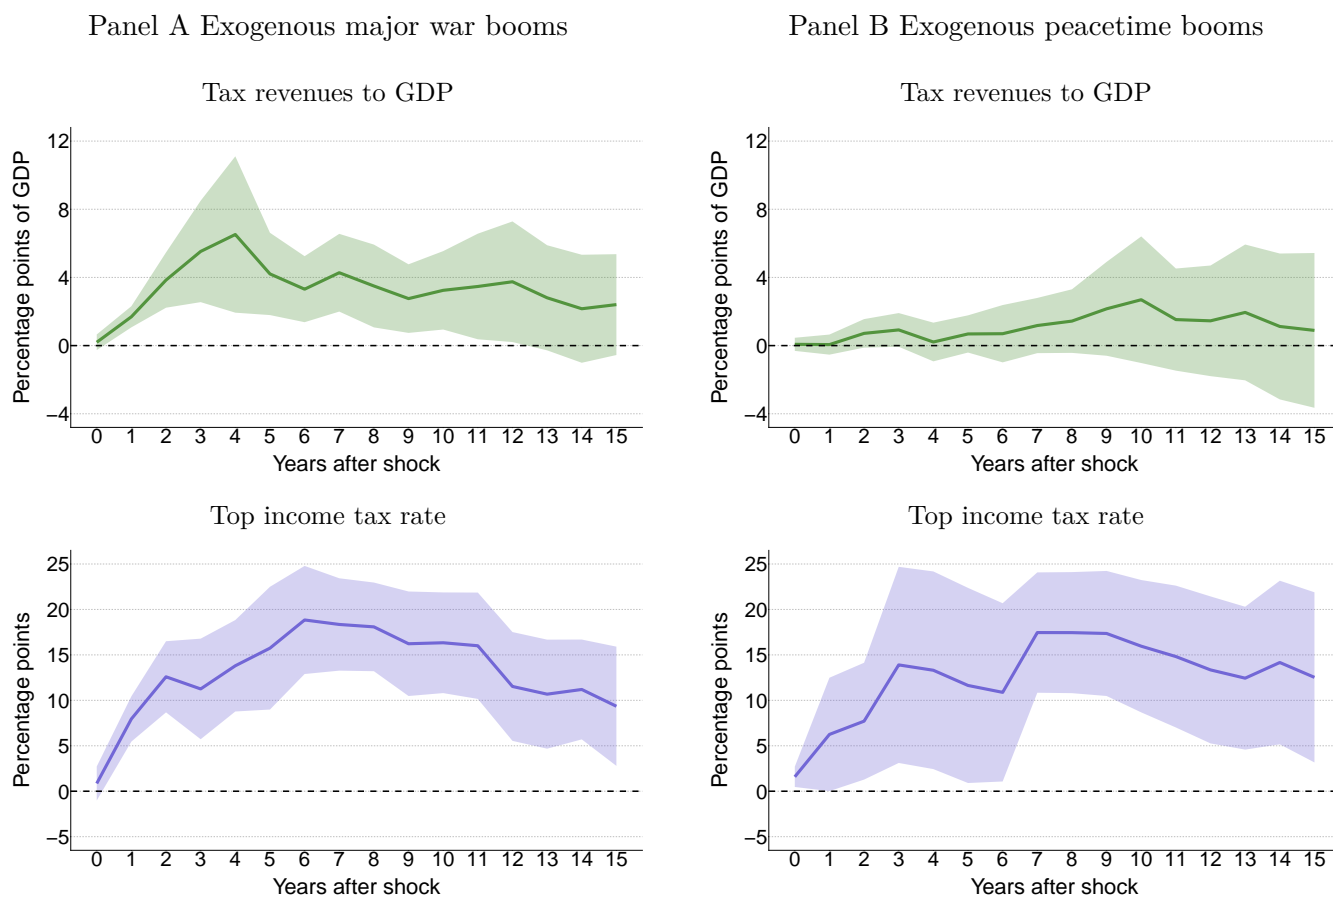 Panel A Exogenous major war booms
Panel B Exogenous peacetime booms
Tax revenues to GDP
Percentage points of GDP
12
8
4
0
−4
0 1 2 3 4 5 6 7 8 9 10 11 12 13 14 15
Years after shock
Tax revenues to GDP
Percentage points of GDP
12
8
4
0
−4
0 1 2 3 4 5 6 7 8 9 10 11 12 13 14 15
Years after shock
Top income tax rate
Percentage points
25
20
15
10
5
0
−5
0 1 2 3 4 5 6 7 8 9 10 11 12 13 14 15
Years after shock
Top income tax rate
Percentage points
25
20
15
10
5
0
−5
0 1 2 3 4 5 6 7 8 9 10 11 12 13 14 15
Years after shock